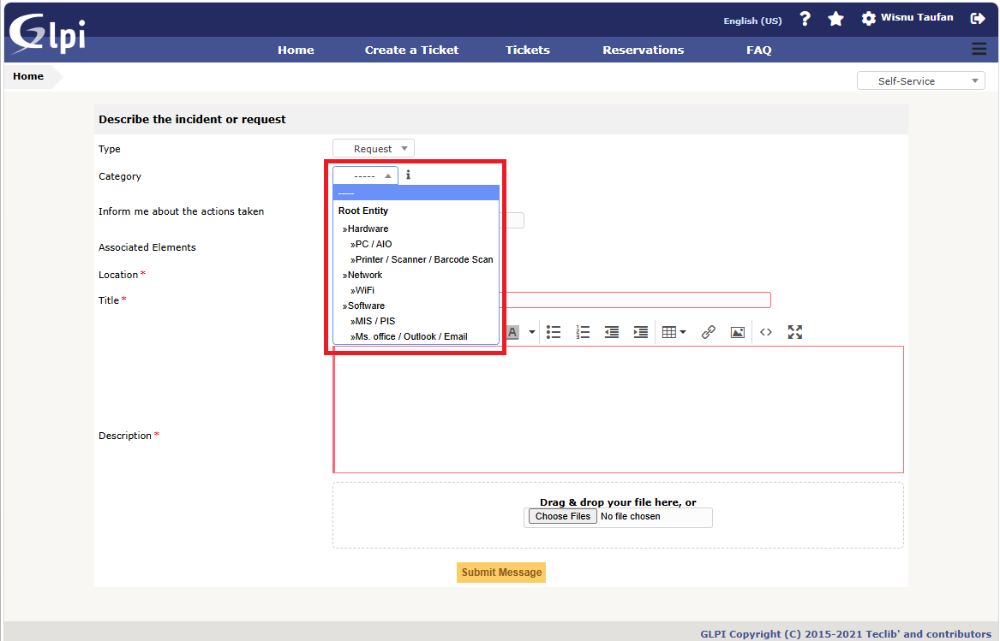 Glpi
English (US) ? Wisnu Taufan
Home Create a Ticket Tickets Reservations FAQ
Home
Self-Service
Describe the incident or request
Type Request
Category ----- i
-----
Root Entity
»Hardware
»PC / AIO
»Printer / Scanner / Barcode Scan
»Network
»WiFi
»Software
»MIS / PIS
»Ms. office / Outlook / Email
Inform me about the actions taken
Associated Elements
Location *
Title *
A
Description *
Drag & drop your file here, or
Choose Files No file chosen
Submit Message
GLPI Copyright (C) 2015-2021 Teclib' and contributors